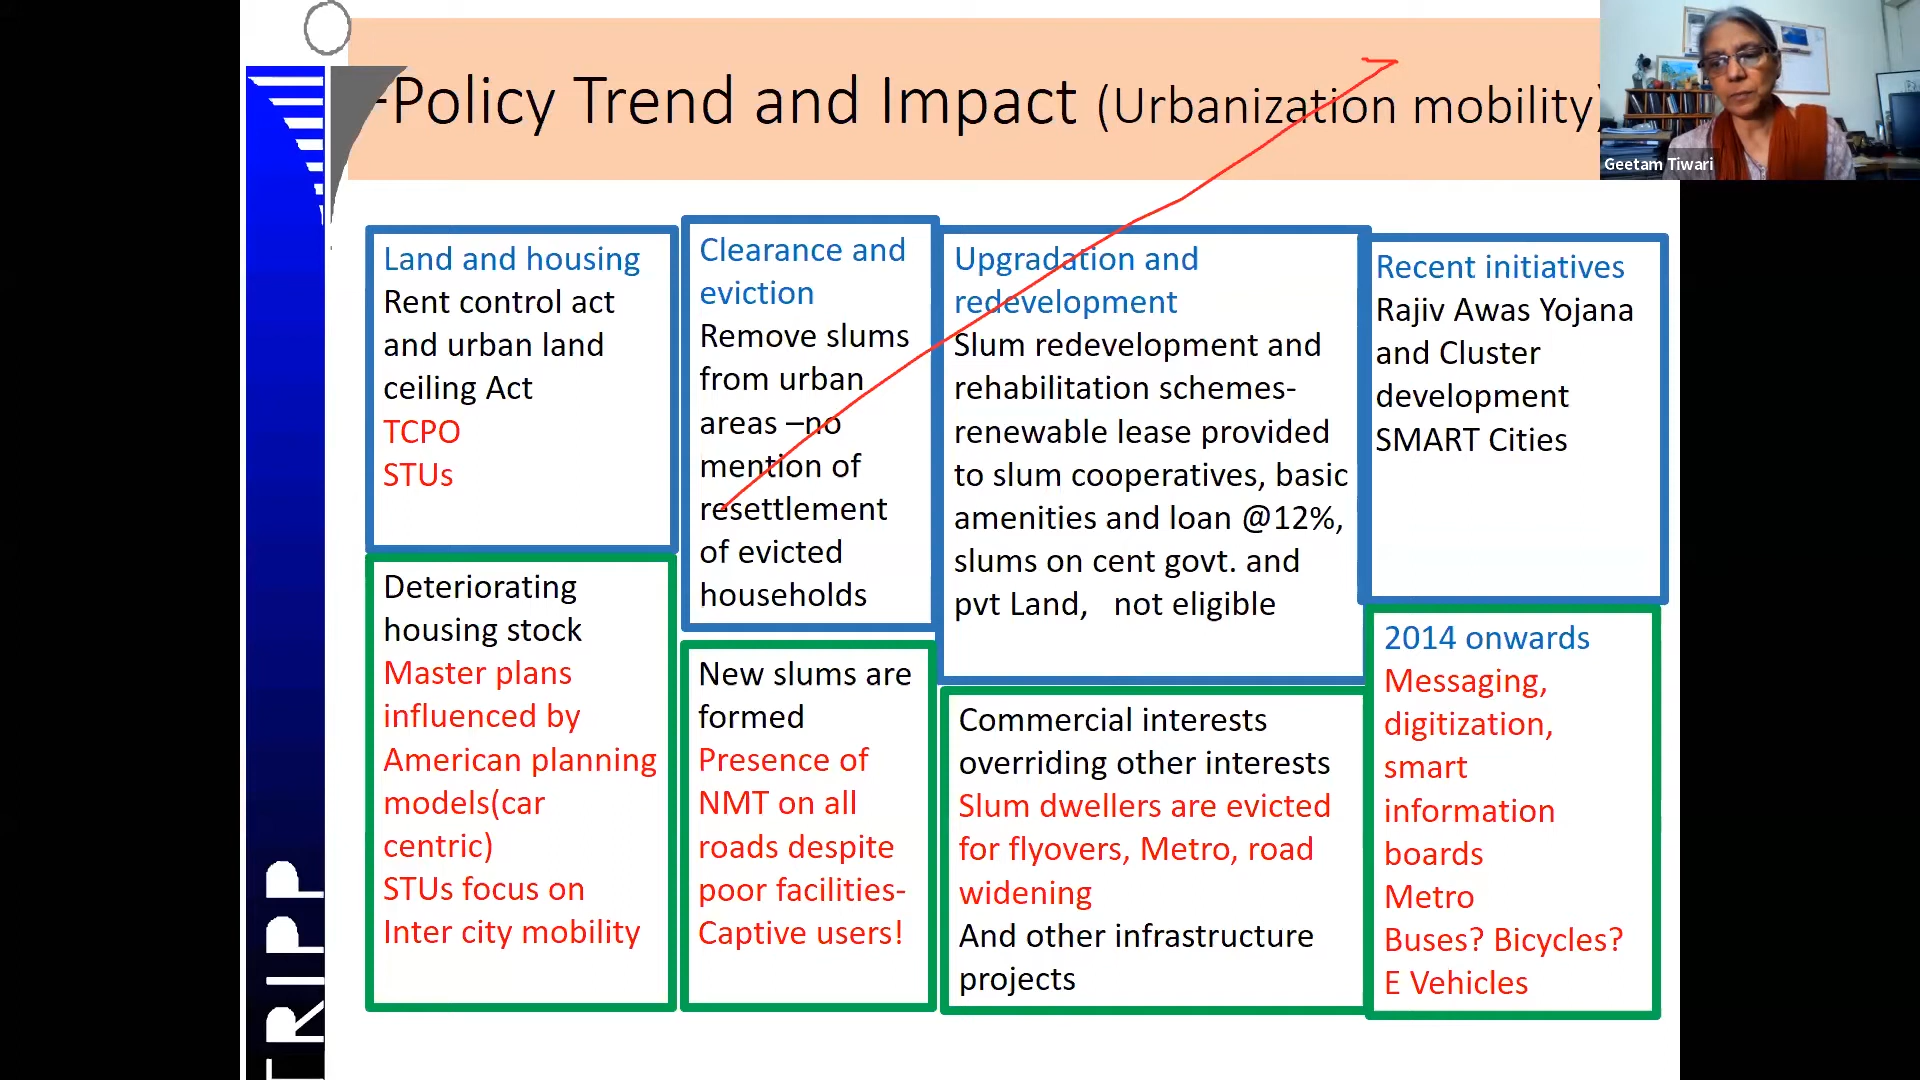 -Policy Trend and Impact (Urbanization mobility)
Geetam Tiwari
Land and housing
Rent control act
and urban land
ceiling Act
TCPO
STUs
Clearance and
eviction
Remove slums
from urban
areas –no
mention of
resettlement
of evicted
households
Upgradation and
redevelopment
Slum redevelopment and
rehabilitation schemes-
renewable lease provided
to slum cooperatives, basic
amenities and loan @12%,
slums on cent govt. and
pvt Land,   not eligible
Recent initiatives
Rajiv Awas Yojana
and Cluster
development
SMART Cities
Deteriorating
housing stock
Master plans
influenced by
American planning
models(car
centric)
STUs focus on
Inter city mobility
New slums are
formed
Presence of
NMT on all
roads despite
poor facilities-
Captive users!
Commercial interests
overriding other interests
Slum dwellers are evicted
for flyovers, Metro, road
widening
And other infrastructure
projects
2014 onwards
Messaging,
digitization,
smart
information
boards
Metro
Buses? Bicycles?
E Vehicles
TRIPP